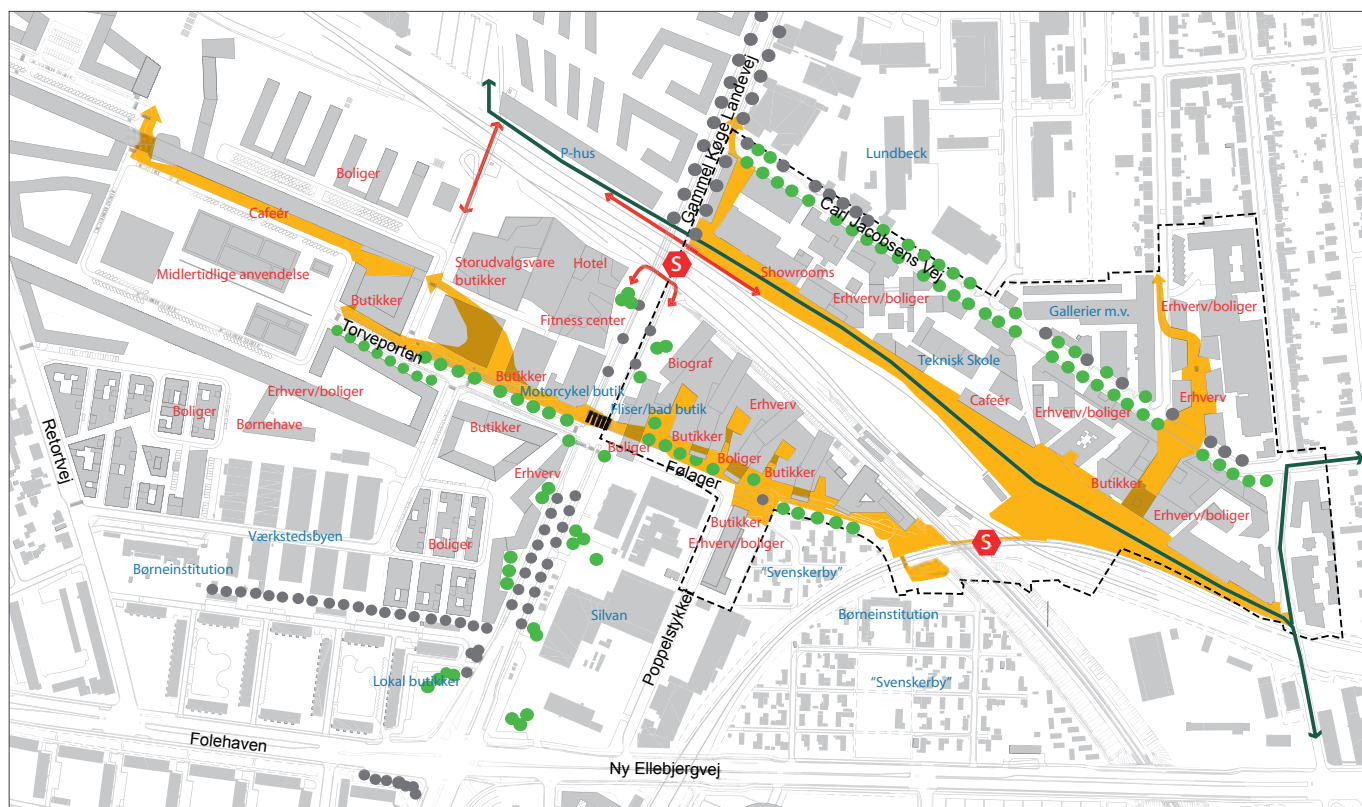 Gammel Køge Landevej
P-hus
Lundbeck
Boliger
Carl Jacobsens Vej
Cafeér
Storudvalgsvare
butikker
Hotel
S
Midlertidlige anvendelse
Showrooms
Erhverv/boliger
Butikker
Gallerier m.v.
Erhverv/boliger
Torveporten
Fitness center
Biograf
Teknisk Skole
Butikker
Motorcykel butik
Erhverv/boliger
Fliser/bad butik
Erhverv
Cafeér
Erhverv/boliger
Erhverv
Boliger
Børnehave
Butikker
Butikker
Boliger
Boliger
Butikker
Følager
Retortvej
Erhverv
Butikker
Butikker
Erhverv/boliger
Værkstedsbyen
Boliger
Erhverv/boliger
S
Børneinstitution
"Svenskerby"
Silvan
Børneinstitution
Poppelstykket
Lokal butikker
"Svenskerby"
Folehaven
Ny Ellebjergvej